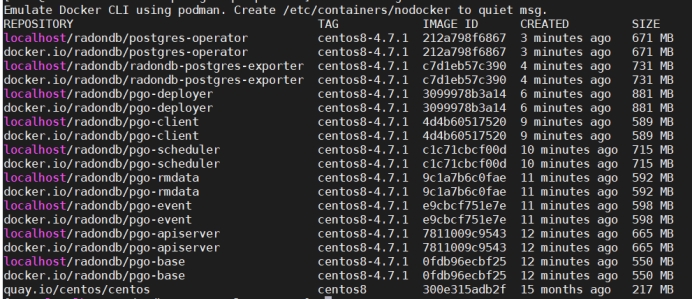 Emulate Docker CLI using podman. Create /etc/containers/nodocker to quiet msg.
REPOSITORY TAG IMAGE ID CREATED SIZE
localhost/radondb/postgres-operator centos8-4.7.1 212a798f6867 3 minutes ago 671 MB
docker.io/radondb/postgres-operator centos8-4.7.1 212a798f6867 3 minutes ago 671 MB
localhost/radondb/radondb-postgres-exporter centos8-4.7.1 c7d1eb57c390 4 minutes ago 731 MB
docker.io/radondb/radondb-postgres-exporter centos8-4.7.1 c7d1eb57c390 4 minutes ago 731 MB
localhost/radondb/pgo-deployer centos8-4.7.1 3099978b3a14 6 minutes ago 881 MB
docker.io/radondb/pgo-deployer centos8-4.7.1 3099978b3a14 6 minutes ago 881 MB
localhost/radondb/pgo-client centos8-4.7.1 4d4b60517520 9 minutes ago 589 MB
docker.io/radondb/pgo-client centos8-4.7.1 4d4b60517520 9 minutes ago 589 MB
localhost/radondb/pgo-scheduler centos8-4.7.1 c1c71cbcf00d 10 minutes ago 715 MB
docker.io/radondb/pgo-scheduler centos8-4.7.1 c1c71cbcf00d 10 minutes ago 715 MB
localhost/radondb/pgo-rmdata centos8-4.7.1 9c1a7b6c0fae 11 minutes ago 592 MB
docker.io/radondb/pgo-rmdata centos8-4.7.1 9c1a7b6c0fae 11 minutes ago 592 MB
localhost/radondb/pgo-event centos8-4.7.1 e9cbcf751e7e 11 minutes ago 598 MB
docker.io/radondb/pgo-event centos8-4.7.1 e9cbcf751e7e 11 minutes ago 598 MB
localhost/radondb/pgo-apiserver centos8-4.7.1 7811009c9543 12 minutes ago 665 MB
docker.io/radondb/pgo-apiserver centos8-4.7.1 7811009c9543 12 minutes ago 665 MB
localhost/radondb/pgo-base centos8-4.7.1 0fdb96ecbf25 12 minutes ago 550 MB
docker.io/radondb/pgo-base centos8-4.7.1 0fdb96ecbf25 12 minutes ago 550 MB
quay.io/centos/centos centos8 300e315adb2f 15 months ago 217 MB